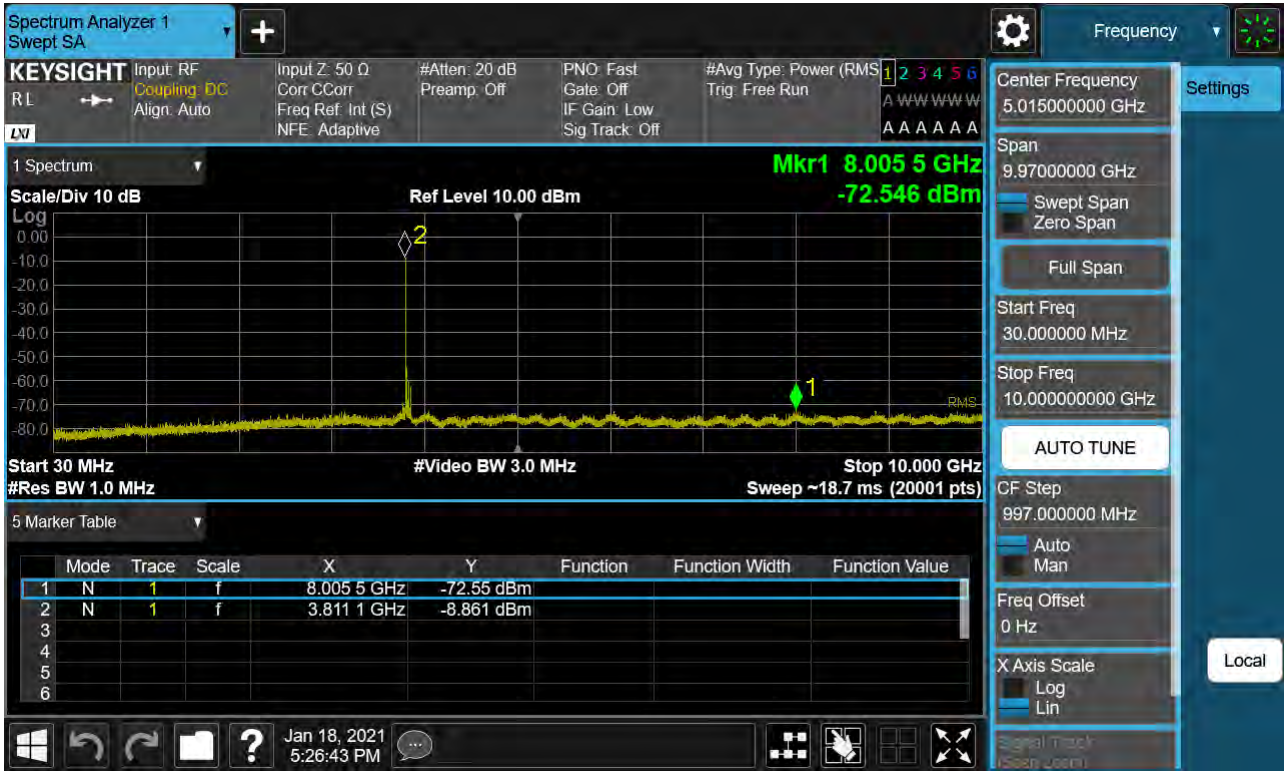 Spectrum Analyzer 1
Swept SA
+
Frequency
KEYSIGHT
RL
LXI
Input: RF
Coupling: DC
Align: Auto
Input Z: 50 Ω
Corr CCorr
Freq Ref: Int (S)
NFE: Adaptive
#Atten: 20 dB
Preamp: Off
PNO: Fast
Gate: Off
IF Gain: Low
Sig Track: Off
#Avg Type: Power (RMS
Trig: Free Run
1 2 3 4 5 6
A W W W W W
A A A A A A
1 Spectrum
Mkr1 8.005 5 GHz
Scale/Div 10 dB
Ref Level 10.00 dBm
-72.546 dBm
Log
0.00
-10.0
-20.0
-30.0
-40.0
-50.0
-60.0
-70.0
-80.0
2
1
RMS
Start 30 MHz
#Video BW 3.0 MHz
Stop 10.000 GHz
#Res BW 1.0 MHz
Sweep ~18.7 ms (20001 pts)
5 Marker Table
Mode Trace Scale X Y Function Function Width Function Value
1 N 1 f 8.005 5 GHz -72.55 dBm
2 N 1 f 3.811 1 GHz -8.861 dBm
3
4
5
6
Jan 18, 2021
5:26:43 PM
?
Center Frequency
5.015000000 GHz
Settings
Span
9.97000000 GHz
Swept Span
Zero Span
Full Span
Start Freq
30.000000 MHz
Stop Freq
10.000000000 GHz
AUTO TUNE
CF Step
997.000000 MHz
Auto
Man
Freq Offset
0 Hz
X Axis Scale
Log
Lin
Local
Signal Track
(Span Zoom)